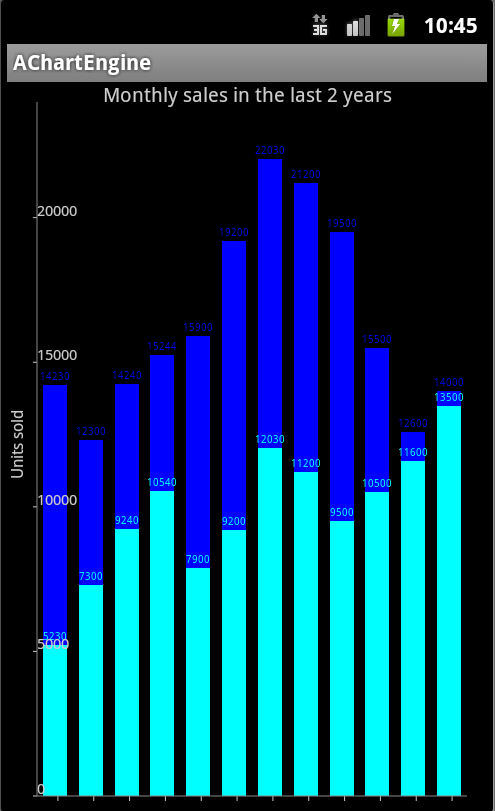 3G 10:45
AChartEngine
Monthly sales in the last 2 years
Units sold
20000
15000
10000
5000
0
14230 12300 14240 15244 15900 19200 22030 21200 19500 15500 12600 14000
5230 7300 9240 10540 7900 9200 12030 11200 9500 10500 11600 13500